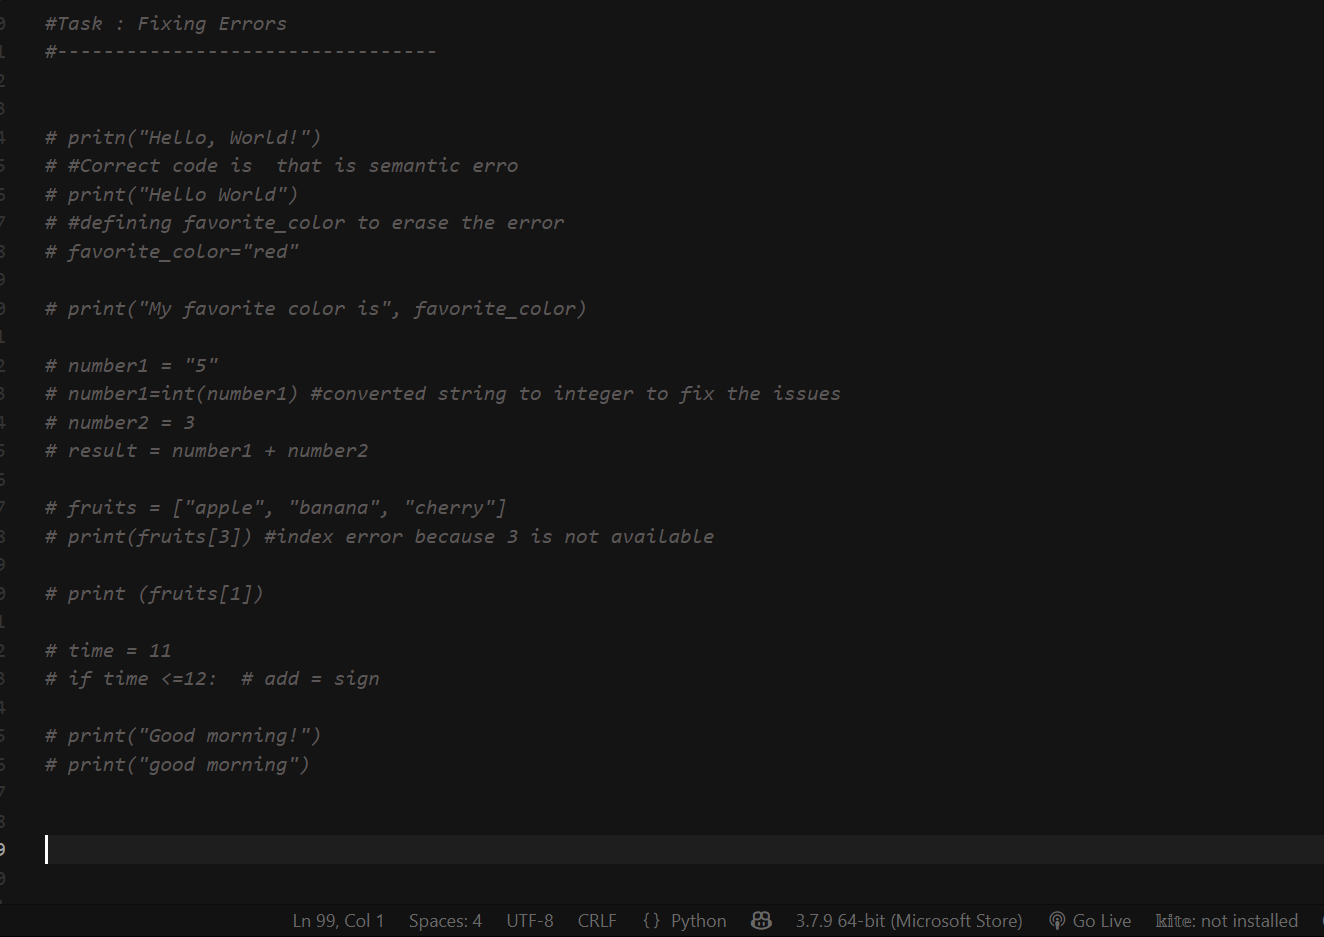 #Task : Fixing Errors
#---------------------------------
# pritn("Hello, World!")
# #Correct code is  that is semantic erro
# print("Hello World")
# #defining favorite_color to erase the error
# favorite_color="red"
# print("My favorite color is", favorite_color)
# number1 = "5"
# number1=int(number1) #converted string to integer to fix the issues
# number2 = 3
# result = number1 + number2
# fruits = ["apple", "banana", "cherry"]
# print(fruits[3]) #index error because 3 is not available
# print (fruits[1])
# time = 11
# if time <=12:  # add = sign
# print("Good morning!")
# print("good morning")
Ln 99, Col 1 Spaces: 4 UTF-8 CRLF {} Python 3.7.9 64-bit (Microsoft Store) Go Live kite: not installed